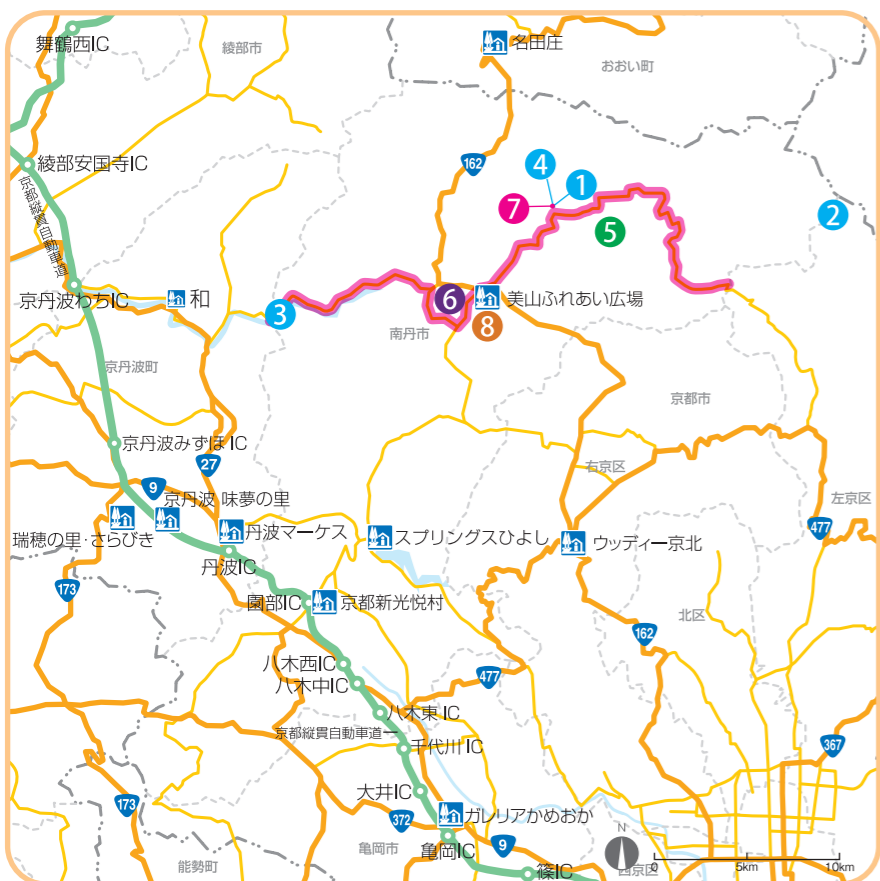 舞鶴西IC
綾部市
名田庄
おおい町
162
綾部安国寺IC
京都縦貫自動車道
4
1
7
2
5
京丹波わちIC
和
3
6
美山ふれあい広場
8
南丹市
京丹波町
京都市
京丹波みずほIC
27
右京区
9
京丹波 味夢の里
左京区
477
瑞穂の里・さらびき
丹波マーケス
スプリングスひよし
ウッディー京北
丹波IC
173
園部IC
京都新光悦村
北区
162
八木西IC
八木中IC
477
八木東IC
京都縦貫自動車道
千代川IC
367
大井IC
173
372
ガレリアかめおか
亀岡市
亀岡IC
9
能勢町
篠IC
西京区
N
0
5km
10km